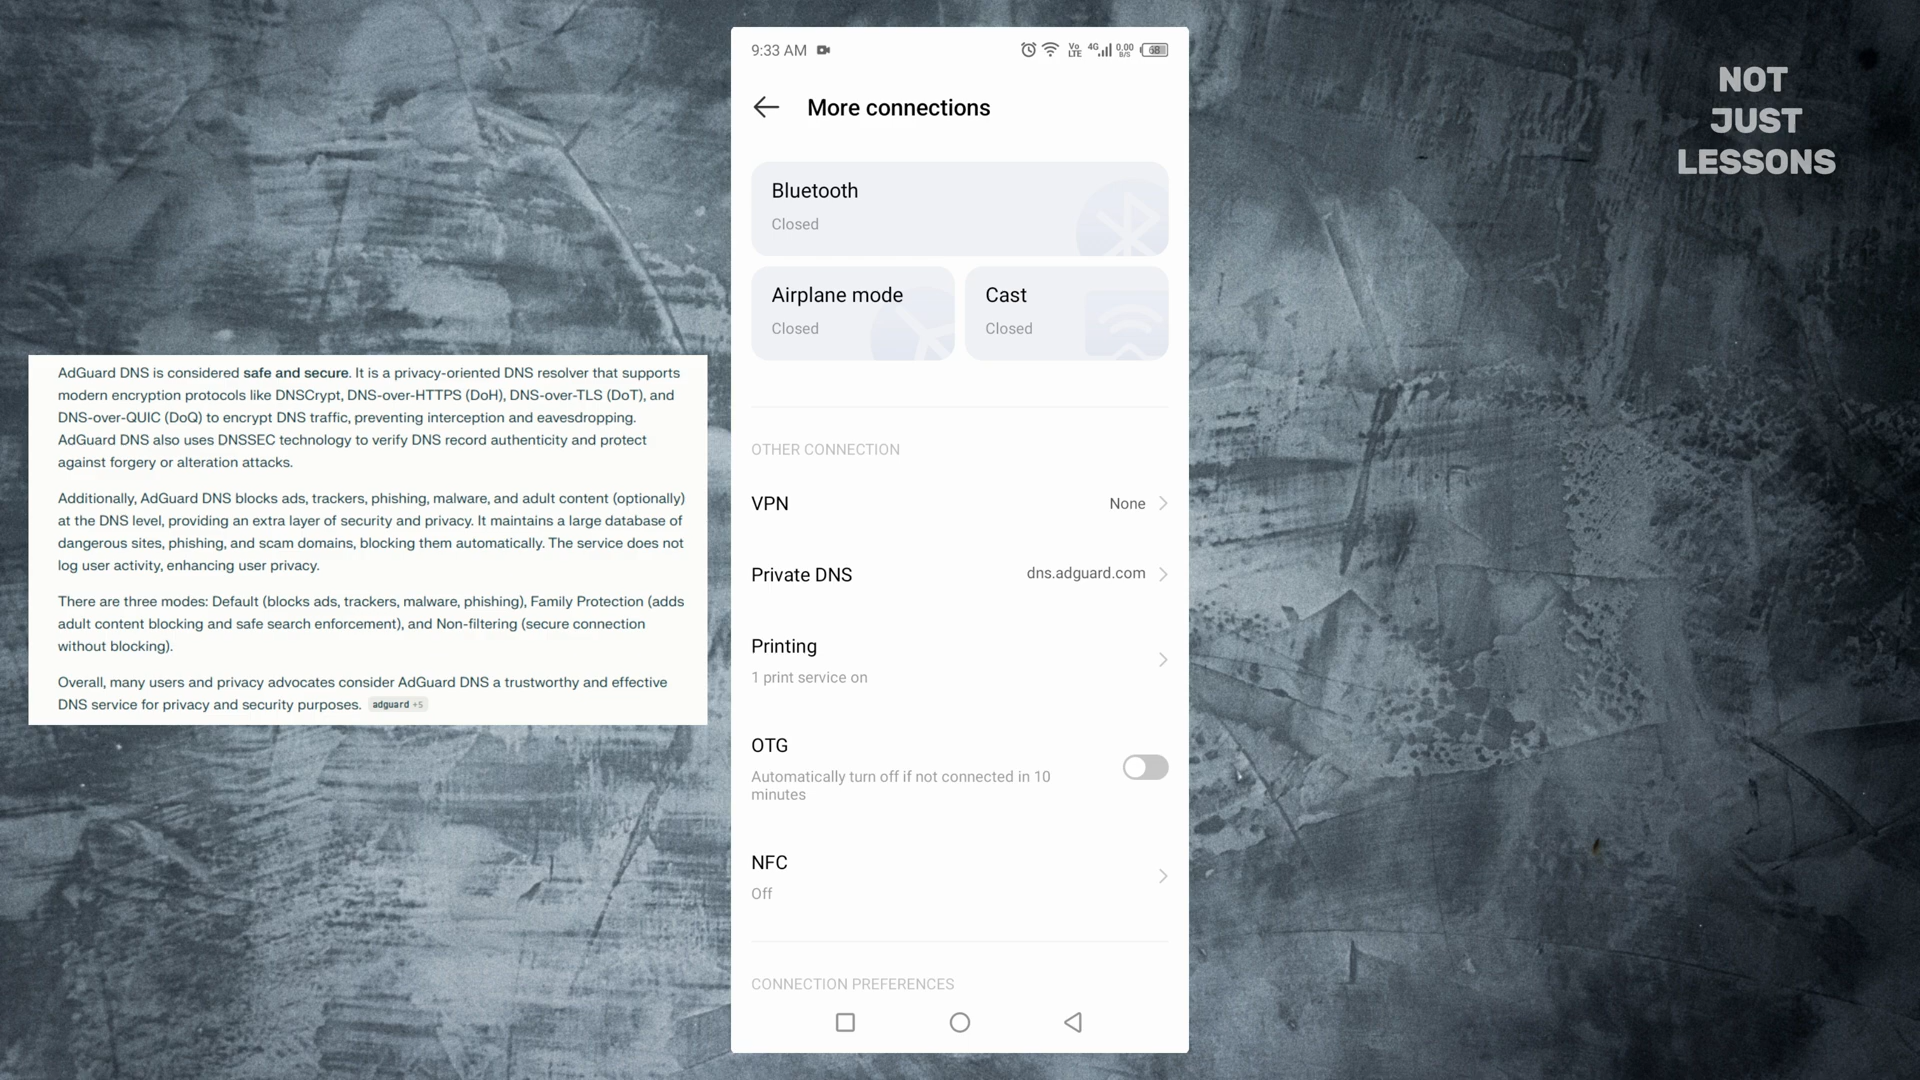 NOT
JUST
LESSONS
AdGuard DNS is considered safe and secure. It is a privacy-oriented DNS resolver that supports
modern encryption protocols like DNSCrypt, DNS-over-HTTPS (DoH), DNS-over-TLS (DoT), and
DNS-over-QUIC (DoQ) to encrypt DNS traffic, preventing interception and eavesdropping.
AdGuard DNS also uses DNSSEC technology to verify DNS record authenticity and protect
against forgery or alteration attacks.
Additionally, AdGuard DNS blocks ads, trackers, phishing, malware, and adult content (optionally)
at the DNS level, providing an extra layer of security and privacy. It maintains a large database of
dangerous sites, phishing, and scam domains, blocking them automatically. The service does not
log user activity, enhancing user privacy.
There are three modes: Default (blocks ads, trackers, malware, phishing), Family Protection (adds
adult content blocking and safe search enforcement), and Non-filtering (secure connection
without blocking).
Overall, many users and privacy advocates consider AdGuard DNS a trustworthy and effective
DNS service for privacy and security purposes. adguard +5
9:33 AM Vo LTE 4G 0.00 B/S 68
More connections
Bluetooth
Closed
Airplane mode
Closed
Cast
Closed
OTHER CONNECTION
VPN None
Private DNS dns.adguard.com
Printing
1 print service on
OTG
Automatically turn off if not connected in 10
minutes
NFC
Off
CONNECTION PREFERENCES